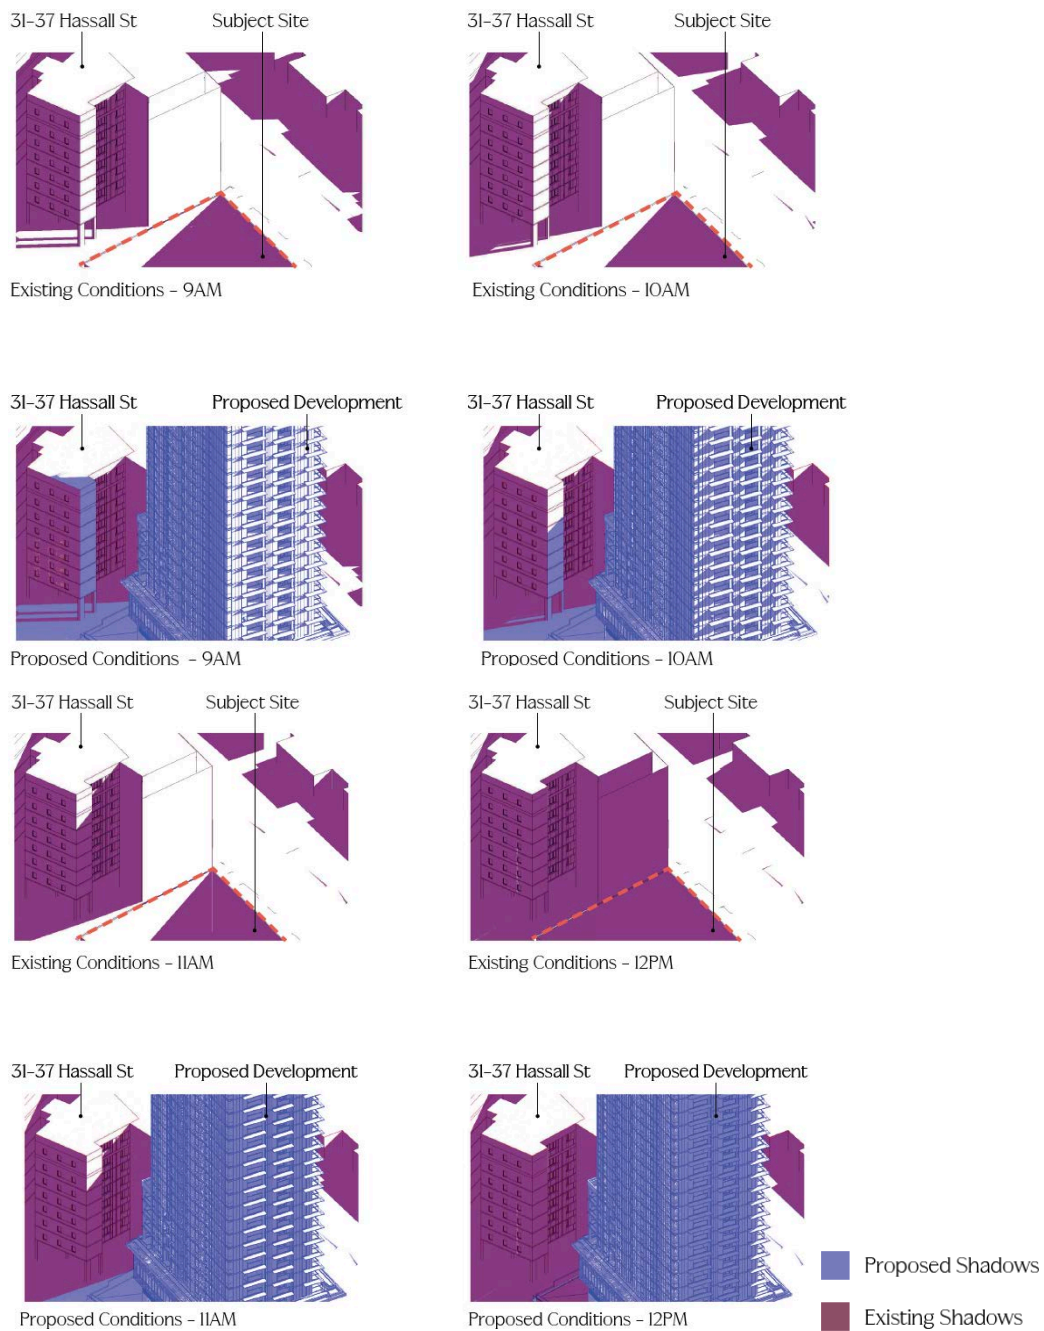 31-37 Hassall St
Subject Site
31-37 Hassall St
Subject Site
Existing Conditions - 9AM
Existing Conditions - 10AM
31-37 Hassall St
Proposed Development
31-37 Hassall St
Proposed Development
Proposed Conditions - 9AM
Proposed Conditions - 10AM
31-37 Hassall St
Subject Site
31-37 Hassall St
Subject Site
Existing Conditions - 11AM
Existing Conditions - 12PM
31-37 Hassall St
Proposed Development
31-37 Hassall St
Proposed Development
Proposed Shadows
Proposed Conditions - 11AM
Proposed Conditions - 12PM
Existing Shadows